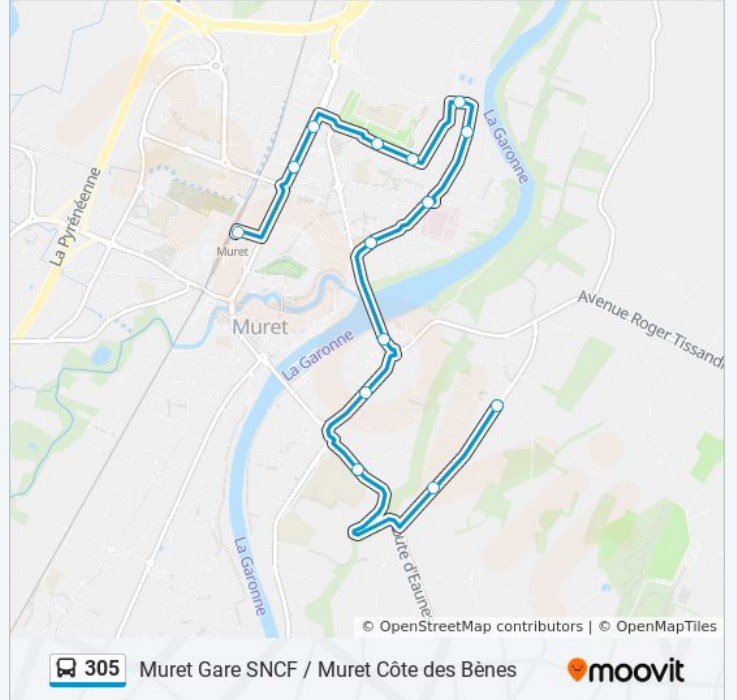 La Garonne
La Pyrénéenne
Muret
Avenue Roger Tissandi
Muret
La Garonne
La Garonne
oute d'Eaune
© OpenStreetMap contributors | © OpenMapTiles
305 Muret Gare SNCF / Muret Côte des Bènes moovit